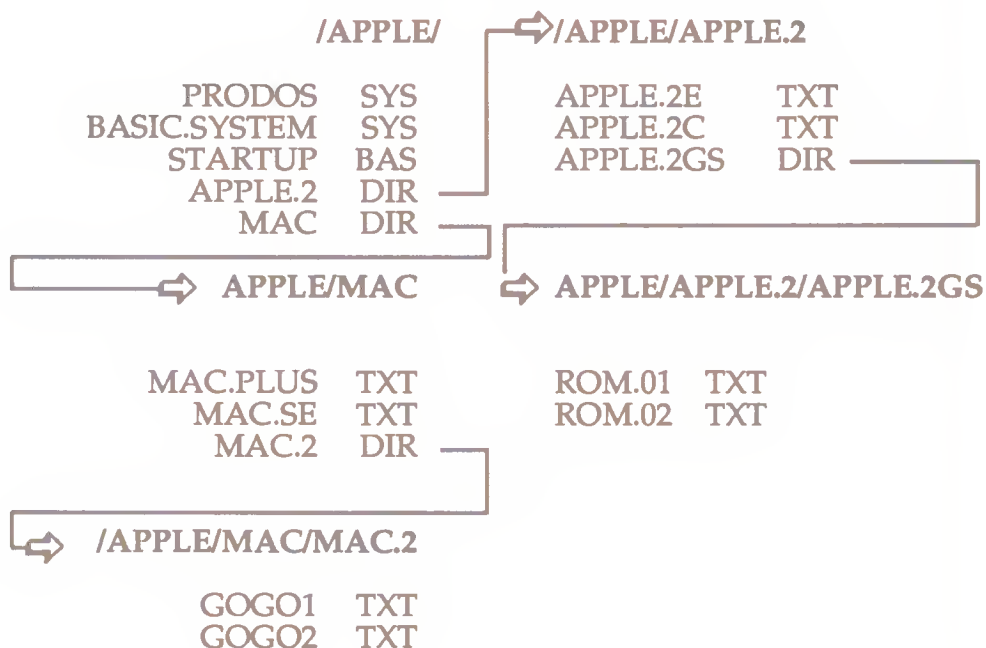 /APPLE/
PRODOS SYS
BASIC.SYSTEM SYS
STARTUP BAS
APPLE.2 DIR
MAC DIR
/APPLE/APPLE.2
APPLE.2E TXT
APPLE.2C TXT
APPLE.2GS DIR
APPLE/MAC
MAC.PLUS TXT
MAC.SE TXT
MAC.2 DIR
APPLE/APPLE.2/APPLE.2GS
ROM.01 TXT
ROM.02 TXT
/APPLE/MAC/MAC.2
GOGO1 TXT
GOGO2 TXT